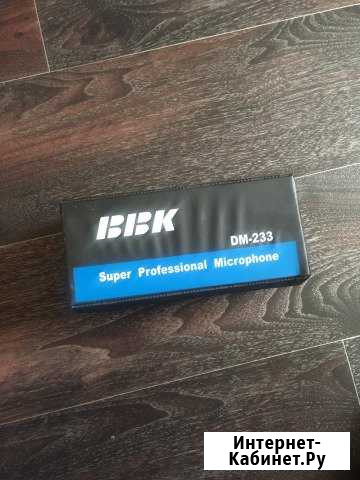 BBK
DM-233
Super Professional Microphone
Интернет-
Кабинет.Ру